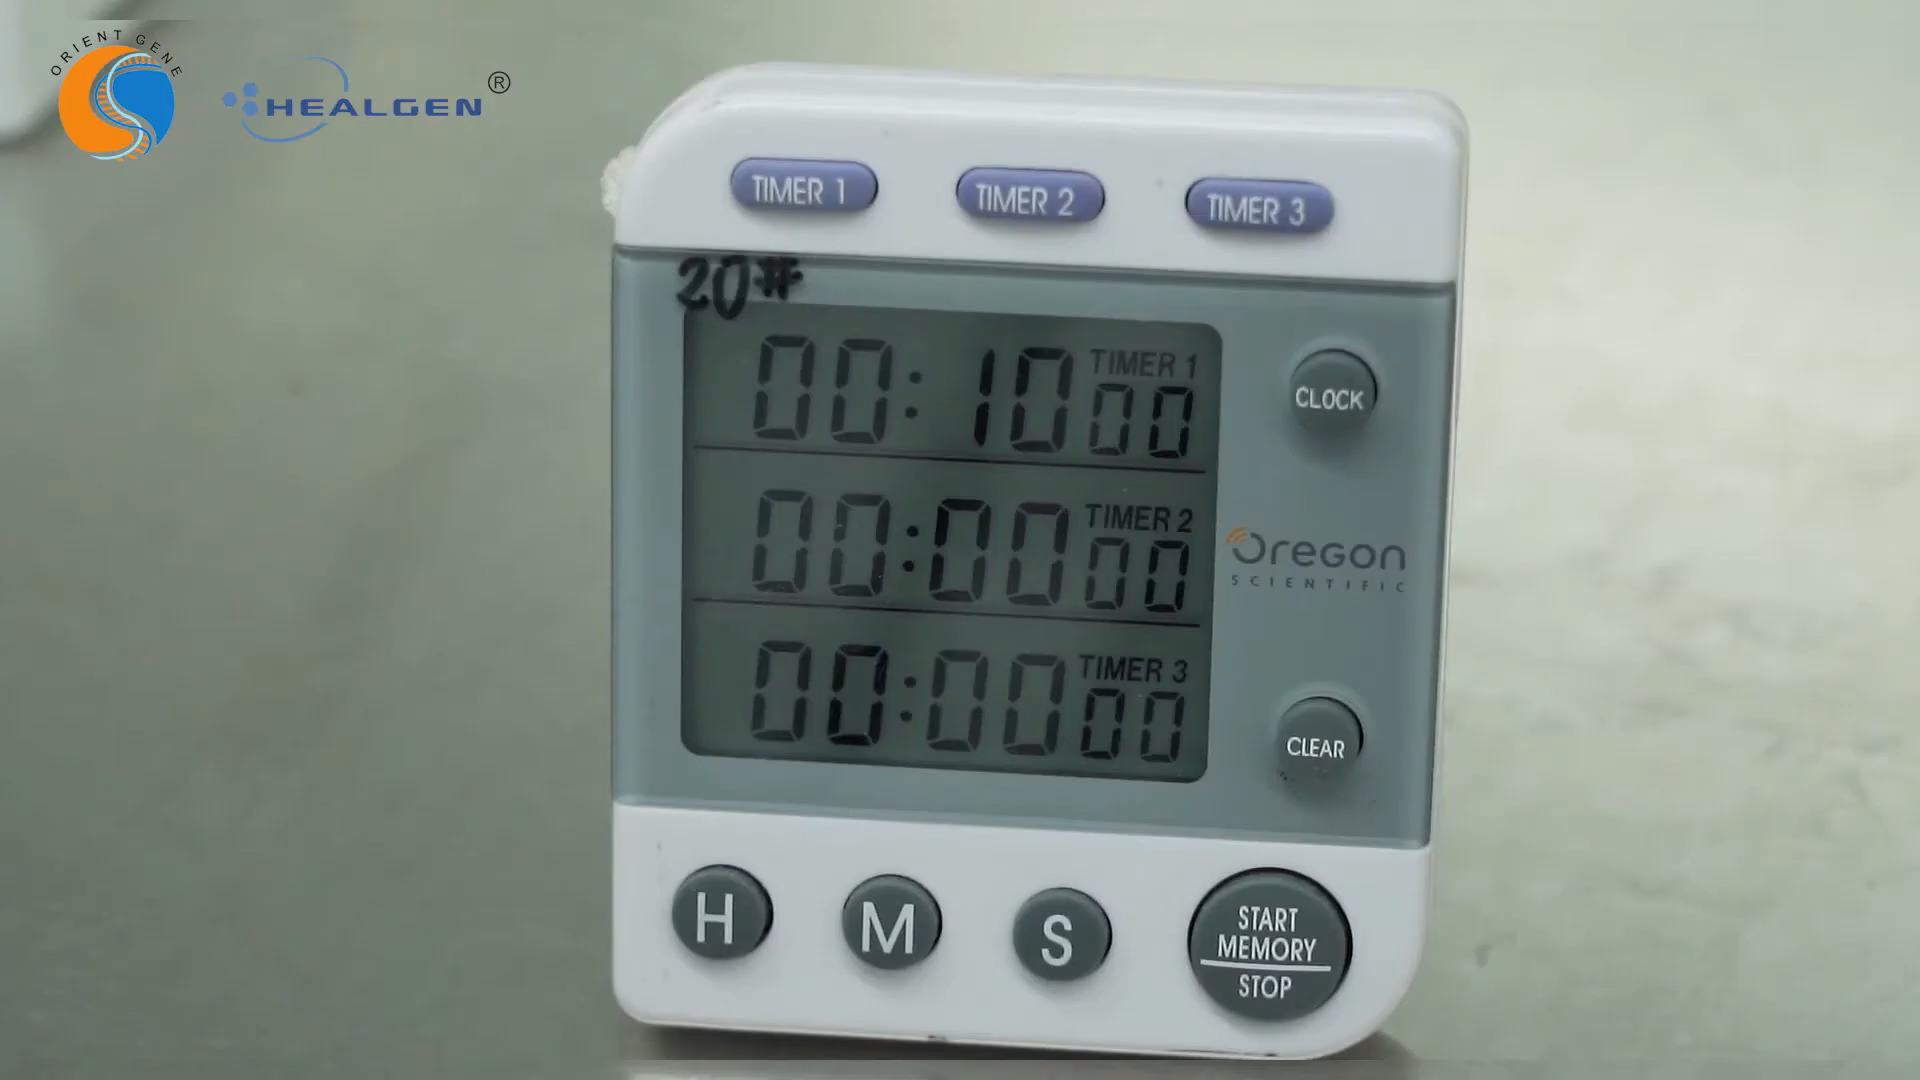 ORIENT GENE
HEALGEN®
TIMER 1
TIMER 2
TIMER 3
20#
00:10 00
TIMER 1
CLOCK
00:00 00
TIMER 2
Oregon
SCIENTIFIC
00:00 00
TIMER 3
CLEAR
H
M
S
START
MEMORY
STOP